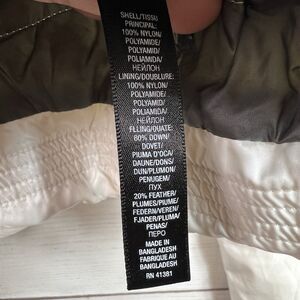 SHELL/TISSU
PRINCIPAL:
100% NYLON/
POLYAMIDE/
POLYAMID/
POLIAMIDA/
НЕЙЛОН
LINING/DOUBLURE:
100% NYLON/
POLYAMIDE/
POLYAMID/
POLIAMIDA/
НЕЙЛОН
FILLING/OUATE:
80% DOWN/
DOVET/
PIUMA D'OCA/
DAUNE/DONS/
DUN/PLUMON/
PENUGEM/
ПУХ
20% FEATHER/
PLUMES/PIUME/
FEDERN/VEREN/
FJADER/PLUMA/
PENAS/
ПЕРО
MADE IN
BANGLADESH
FABRIQUE AU
BANGLADESH
RN 41381